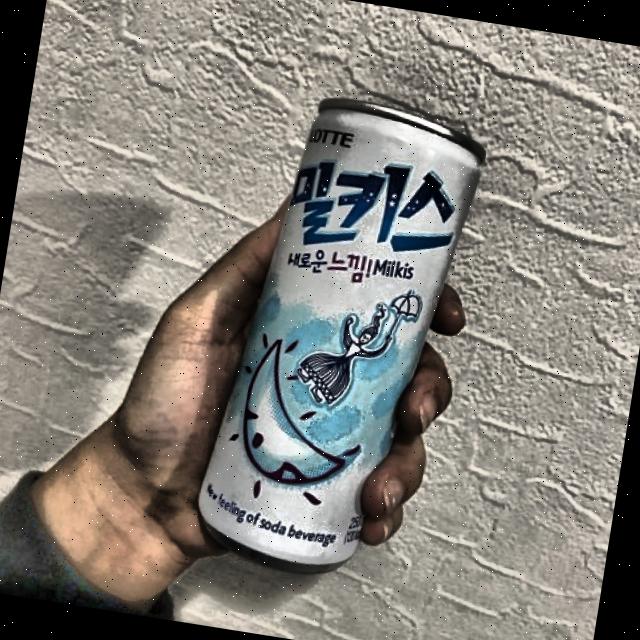 LOTTE
밀키스
새로운 느낌! Milkis
New feeling of soda beverage